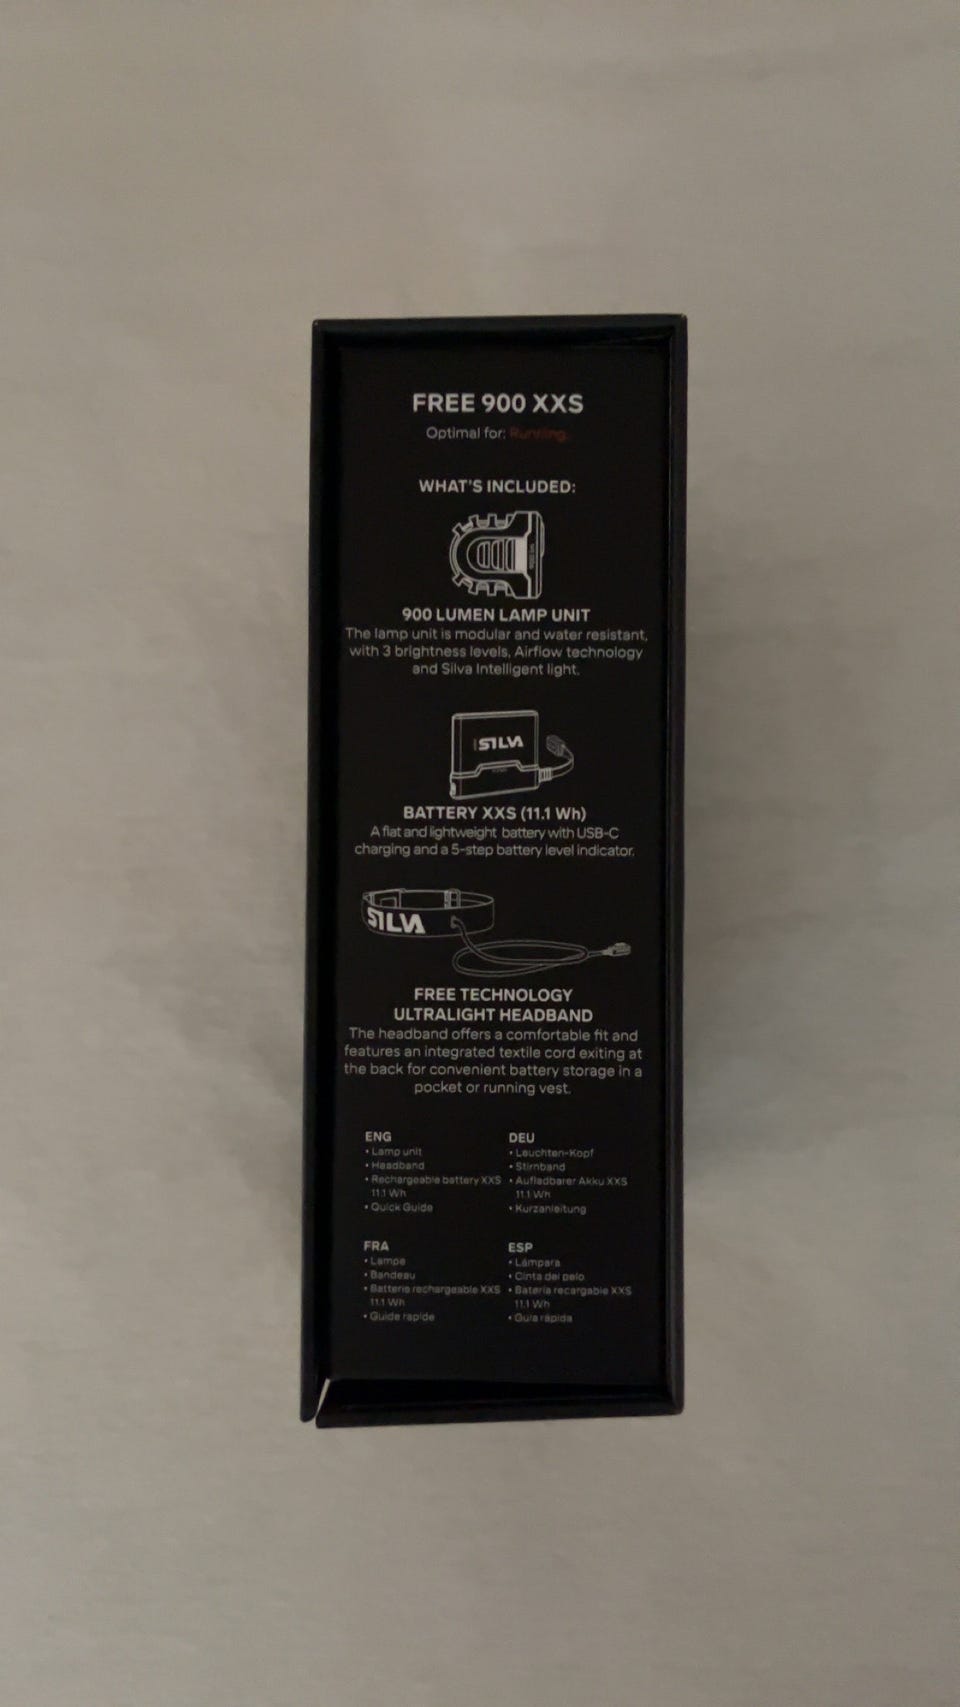 FREE 900 XXS
Optimal for: Running.
WHAT'S INCLUDED:
900 LUMEN LAMP UNIT
The lamp unit is modular and water resistant,
with 3 brightness levels, Airflow technology
and Silva Intelligent light.
SILVA
BATTERY XXS (11.1 Wh)
A flat and lightweight battery with USB-C
charging and a 5-step battery level indicator.
SILVA
FREE TECHNOLOGY
ULTRALIGHT HEADBAND
The headband offers a comfortable fit and
features an integrated textile cord exiting at
the back for convenient battery storage in a
pocket or running vest.
ENG
• Lamp unit
• Headband
• Rechargeable battery XXS
11.1 Wh
• Quick Guide
DEU
• Leuchten-Kopf
• Stirnband
• Aufladbarer Akku XXS
11.1 Wh
• Kurzanleitung
FRA
• Lampe
• Bandeau
• Batterie rechargeable XXS
11.1 Wh
• Guide rapide
ESP
• Lámpara
• Cinta del pelo
• Batería recargable XXS
11.1 Wh
• Guía rápida